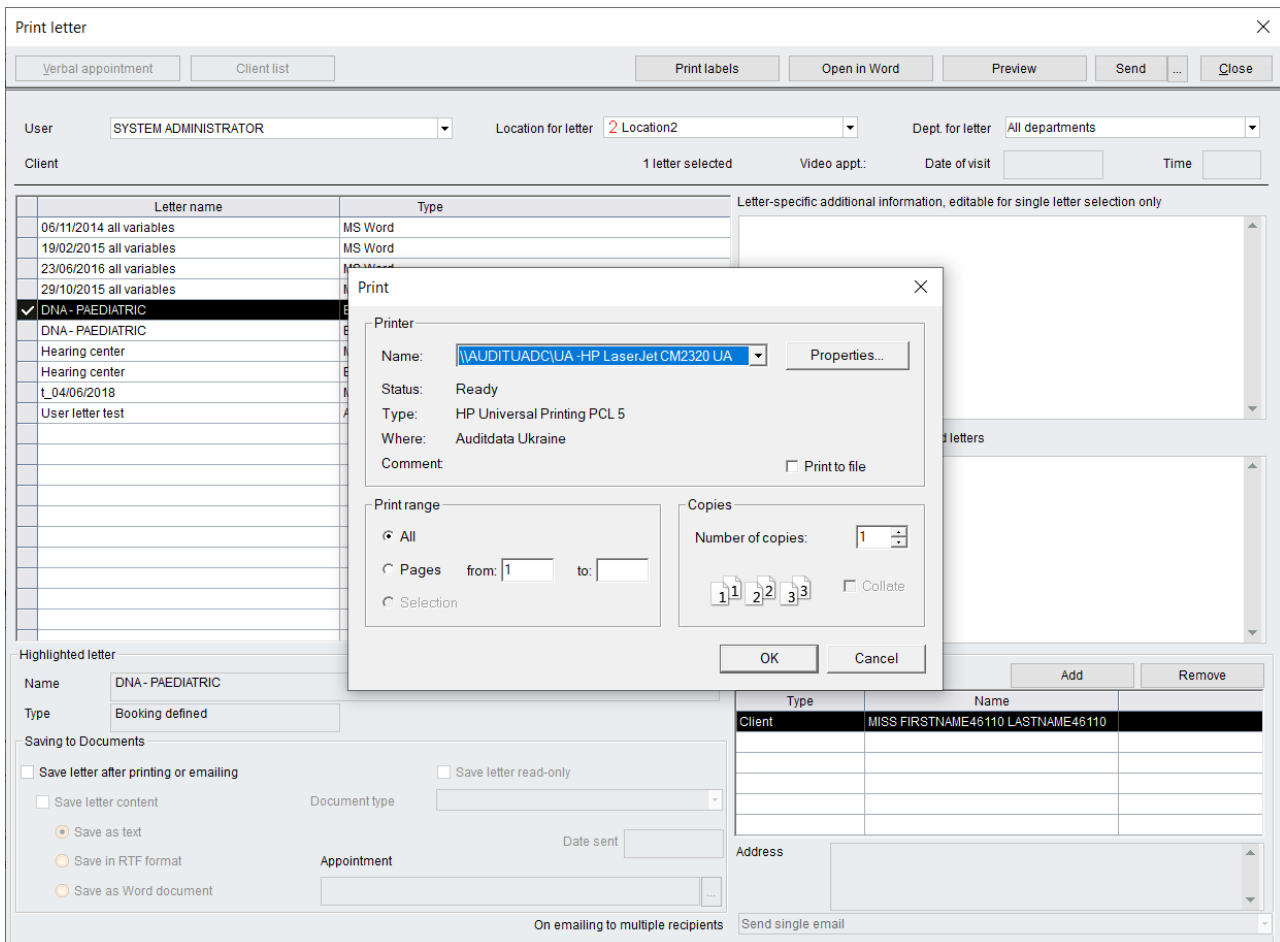 Print letter
Verbal appointment Client list Print labels Open in Word Preview Send ... Close
User SYSTEM ADMINISTRATOR Location for letter 2 Location2 Dept. for letter All departments
Client 1 letter selected Video appt.: Date of visit Time
Letter name Type Letter-specific additional information, editable for single letter selection only
06/11/2014 all variables MS Word
19/02/2015 all variables MS Word
23/06/2016 all variables MS Word
29/10/2015 all variables
DNA - PAEDIATRIC
DNA - PAEDIATRIC
Hearing center
Hearing center
t_04/06/2018
User letter test
d letters
Print
Printer
Name: \\AUDITUADC\UA -HP LaserJet CM2320 UA Properties...
Status: Ready
Type: HP Universal Printing PCL 5
Where: Auditdata Ukraine
Comment: Print to file
Print range Copies
All Number of copies: 1
Pages from: 1 to:
1 1 2 2 3 3 Collate
Selection
OK Cancel
Highlighted letter
Name DNA - PAEDIATRIC
Type Booking defined
Add Remove
Type Name
Client MISS FIRSTNAME46110 LASTNAME46110
Saving to Documents
Save letter after printing or emailing Save letter read-only
Save letter content Document type
Save as text Date sent
Save in RTF format Appointment
Save as Word document ...
Address
On emailing to multiple recipients Send single email